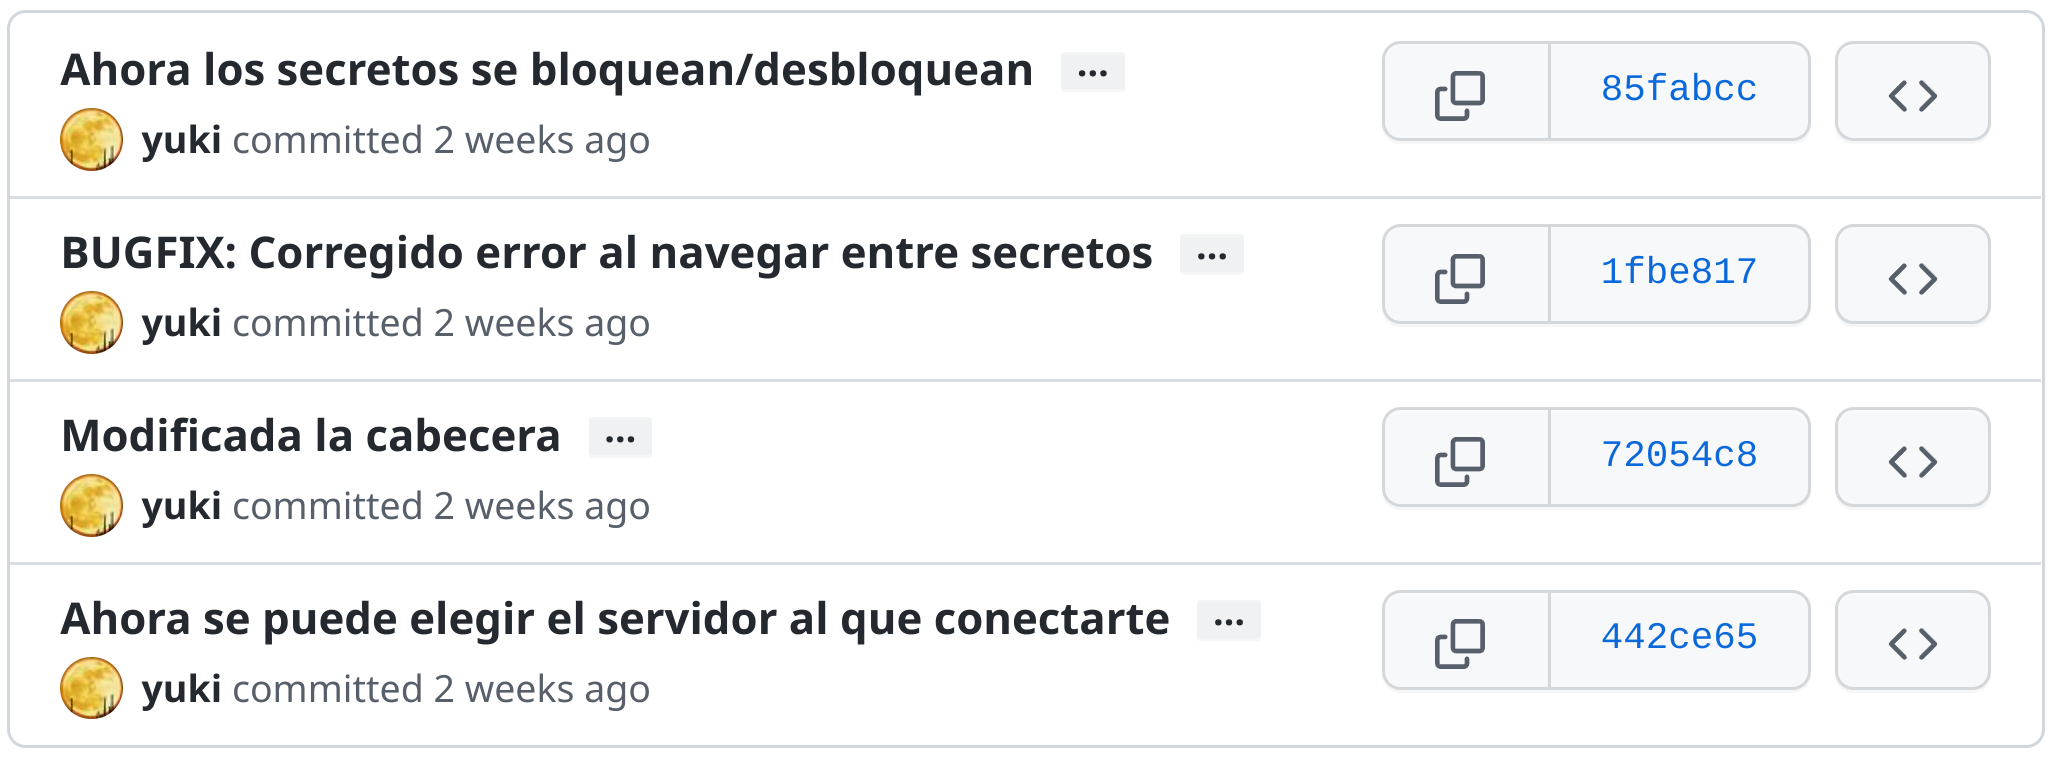 Ahora los secretos se bloquean/desbloquean ...
85fabcc
yuki committed 2 weeks ago
BUGFIX: Corregido error al navegar entre secretos ...
1fbe817
yuki committed 2 weeks ago
Modificada la cabecera ...
72054c8
yuki committed 2 weeks ago
Ahora se puede elegir el servidor al que conectarte ...
442ce65
yuki committed 2 weeks ago